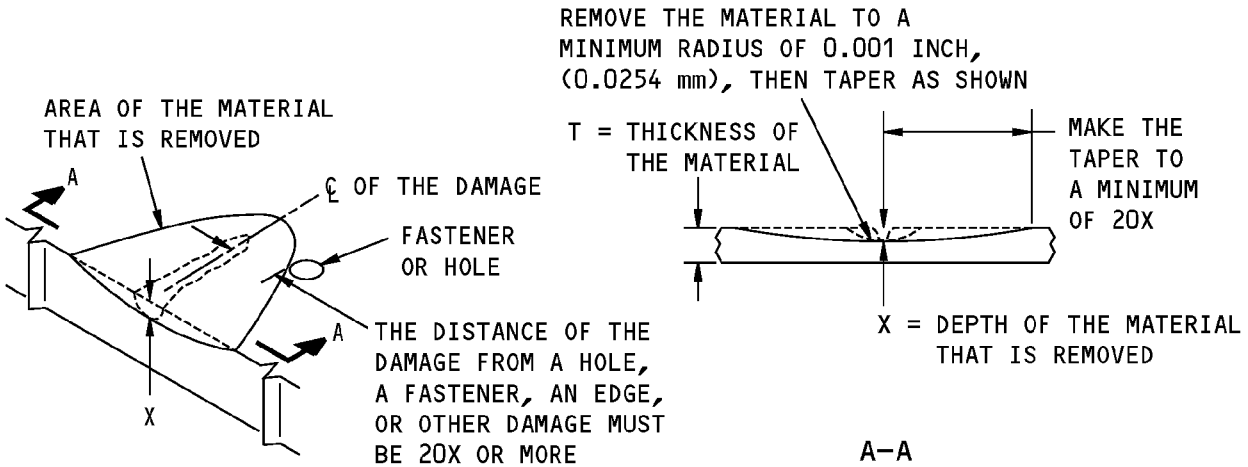 REMOVE THE MATERIAL TO A
MINIMUM RADIUS OF 0.001 INCH,
(0.0254 mm), THEN TAPER AS SHOWN
AREA OF THE MATERIAL
THAT IS REMOVED
A
℄ OF THE DAMAGE
FASTENER
OR HOLE
A
THE DISTANCE OF THE
DAMAGE FROM A HOLE,
A FASTENER, AN EDGE,
OR OTHER DAMAGE MUST
BE 20X OR MORE
X
T = THICKNESS OF
THE MATERIAL
MAKE THE
TAPER TO
A MINIMUM
OF 20X
X = DEPTH OF THE MATERIAL
THAT IS REMOVED
A-A